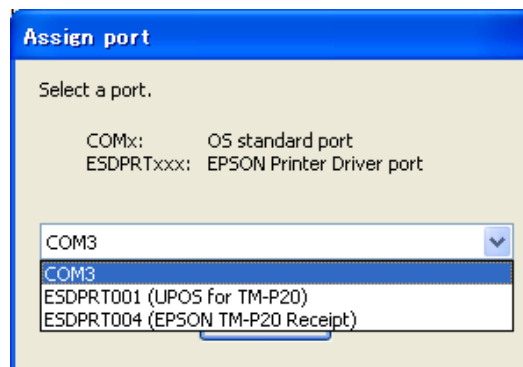 Assign port
Select a port.
COMx: OS standard port
ESDPRTxxx: EPSON Printer Driver port
COM3
COM3
ESDPRT001 (UPOS for TM-P20)
ESDPRT004 (EPSON TM-P20 Receipt)